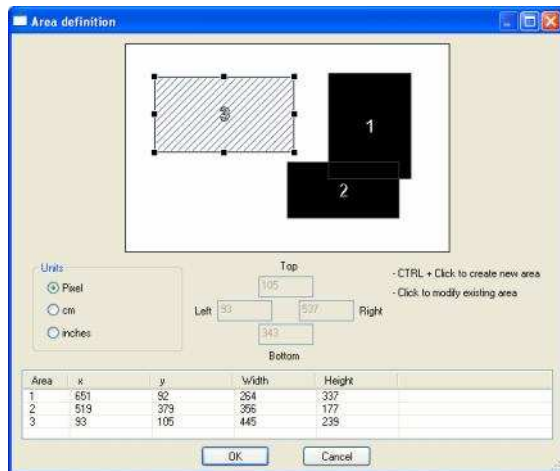 Area definition
3
1
2
Units
Pixel
cm
inches
Top
105
Left 93 537 Right
343
Bottom
- CTRL + Click to create new area
- Click to modify existing area
Area x y Width Height
1 651 92 264 337
2 519 379 356 177
3 93 105 445 239
OK Cancel